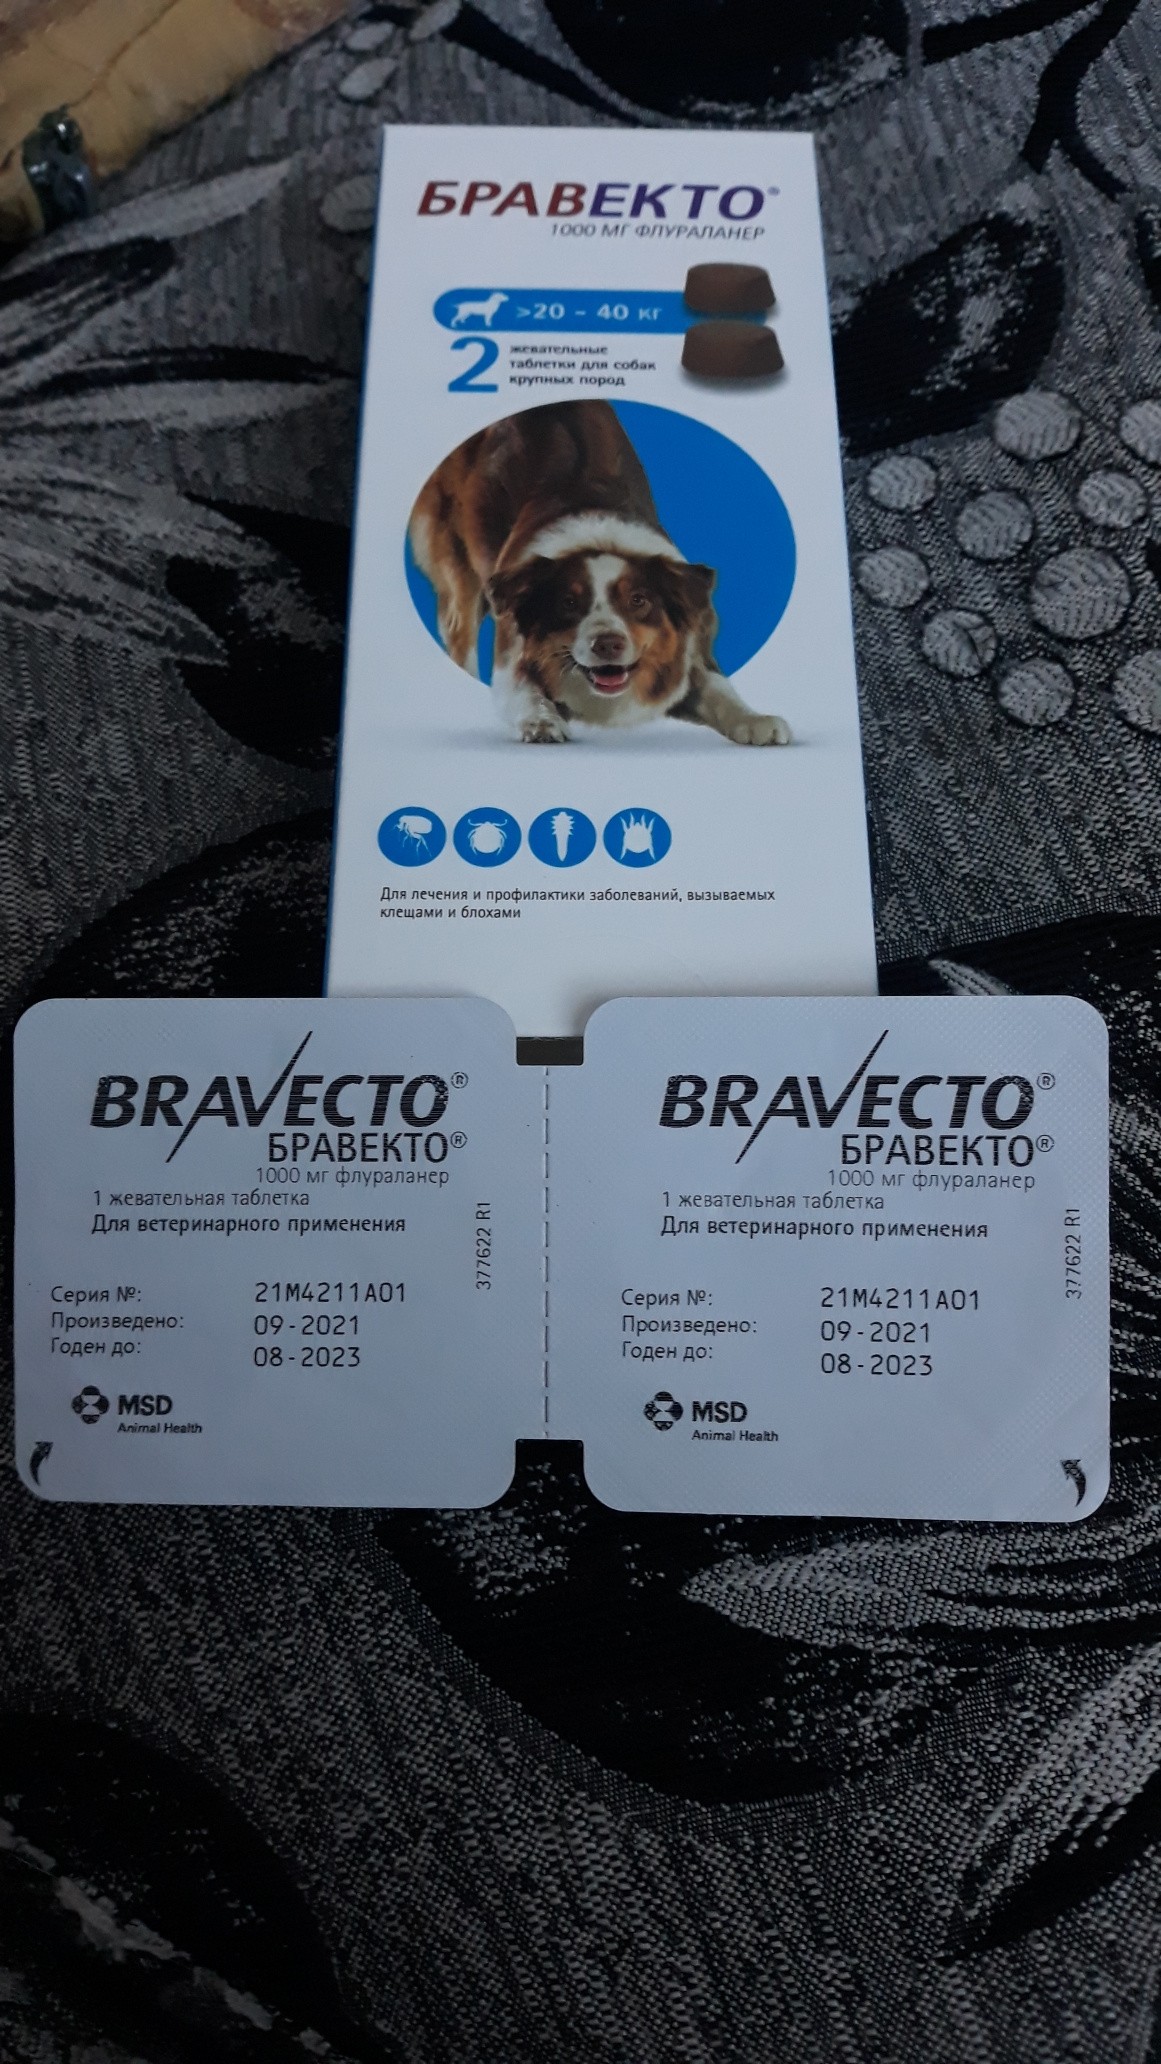 БРАВЕКТО®
1000 МГ ФЛУРАЛАНЕР
>20 - 40 кг
2
жевательные
таблетки для собак
крупных пород
Для лечения и профилактики заболеваний, вызываемых
клещами и блохами
BRAVECTO®
БРАВЕКТО®
1000 мг флураланер
1 жевательная таблетка
Для ветеринарного применения
377622 R1
Серия №: 21M4211A01
Произведено: 09-2021
Годен до: 08-2023
MSD
Animal Health
BRAVECTO®
БРАВЕКТО®
1000 мг флураланер
1 жевательная таблетка
Для ветеринарного применения
377622 R1
Серия №: 21M4211A01
Произведено: 09-2021
Годен до: 08-2023
MSD
Animal Health